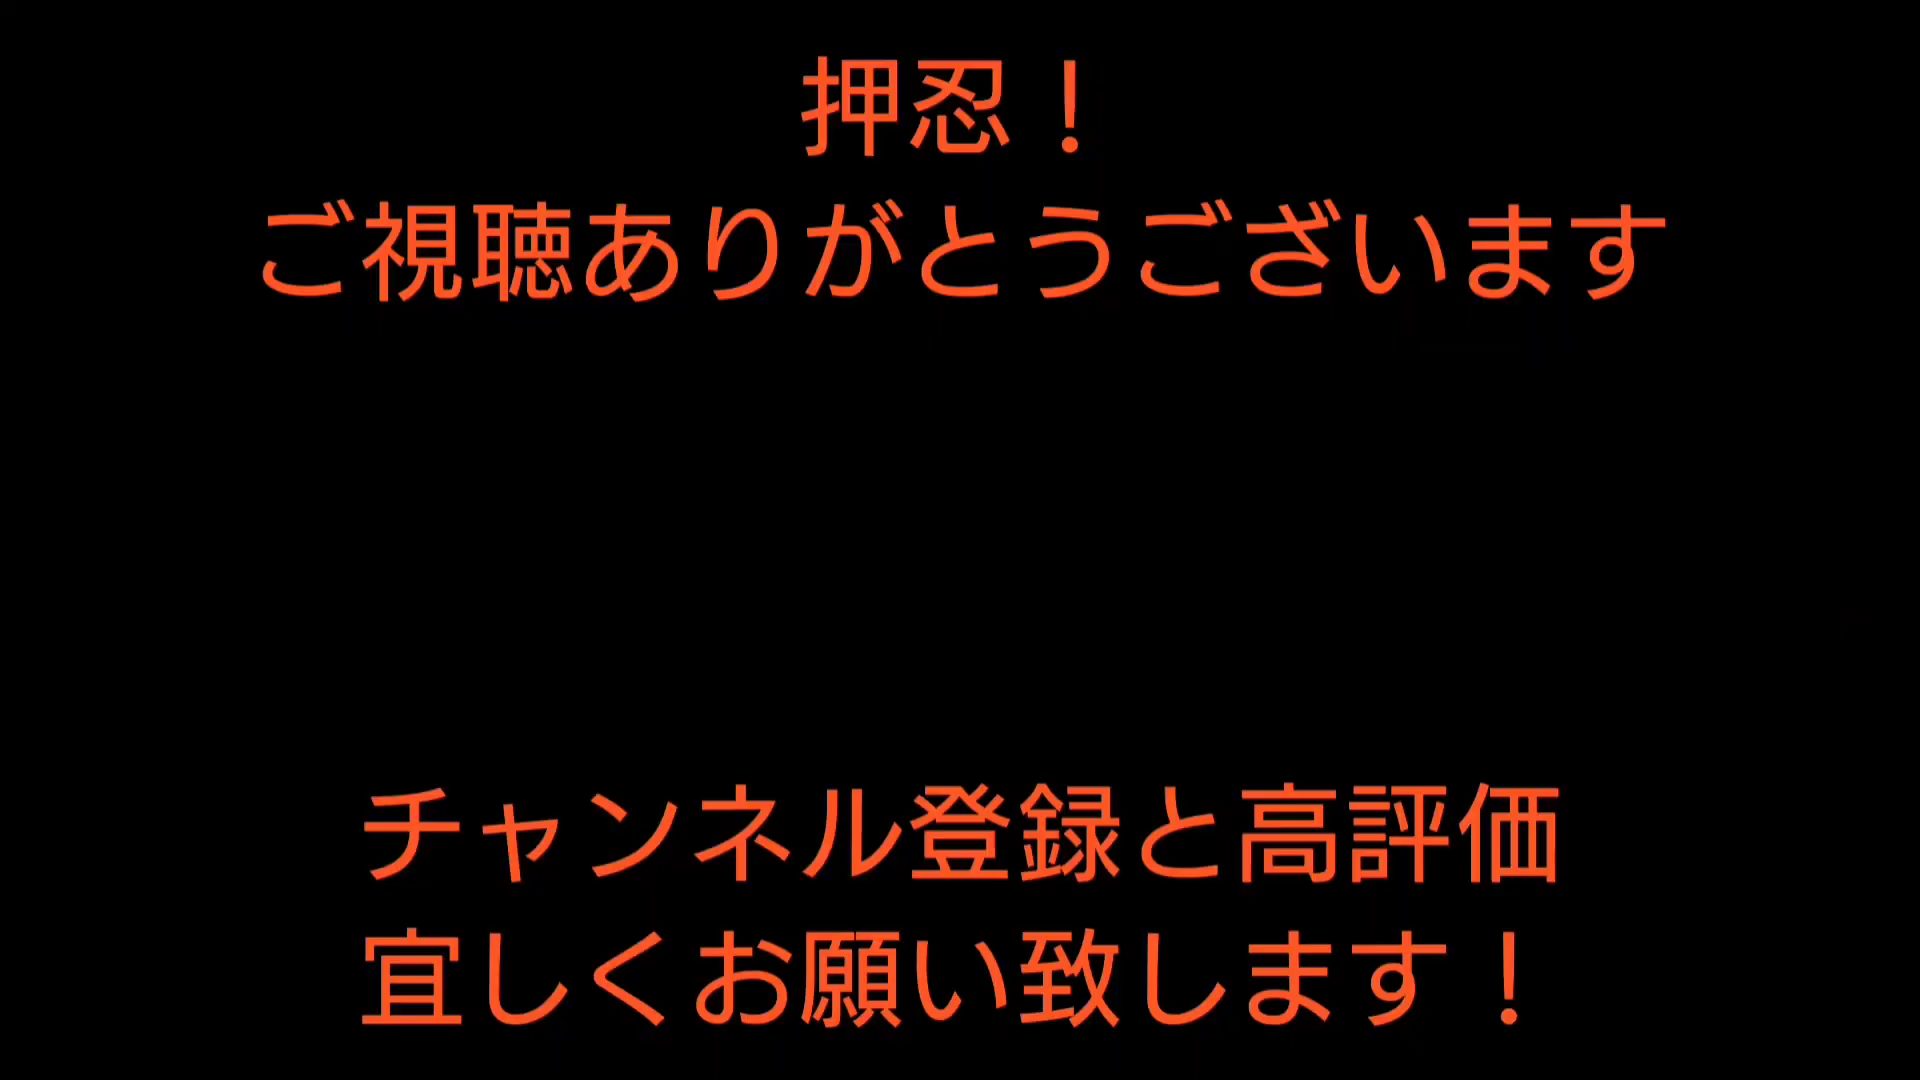 押忍！
ご視聴ありがとうございます
チャンネル登録と高評価
宜しくお願い致します！